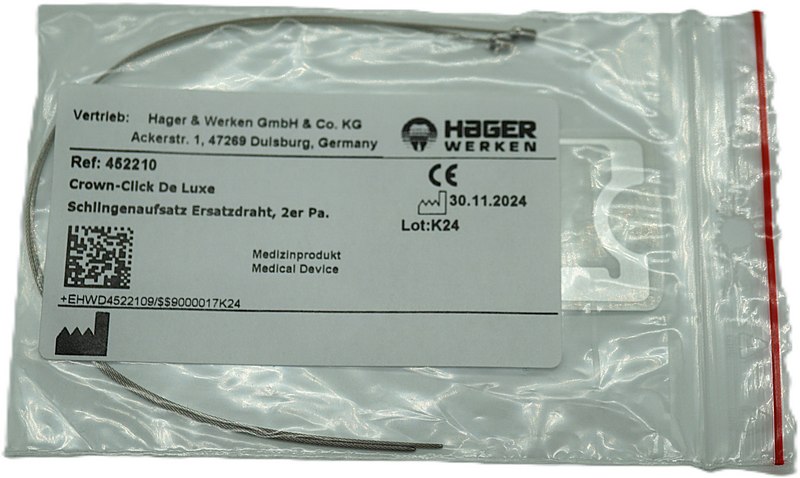 Vertrieb: Hager & Werken GmbH & Co. KG
Ackerstr. 1, 47269 Duisburg, Germany
HAGER
WERKEN
Ref: 452210
Crown-Click De Luxe
Schlingenaufsatz Ersatzdraht, 2er Pa.
CE
30.11.2024
Lot:K24
Medizinprodukt
Medical Device
+EHWD4522109/$$9000017K24